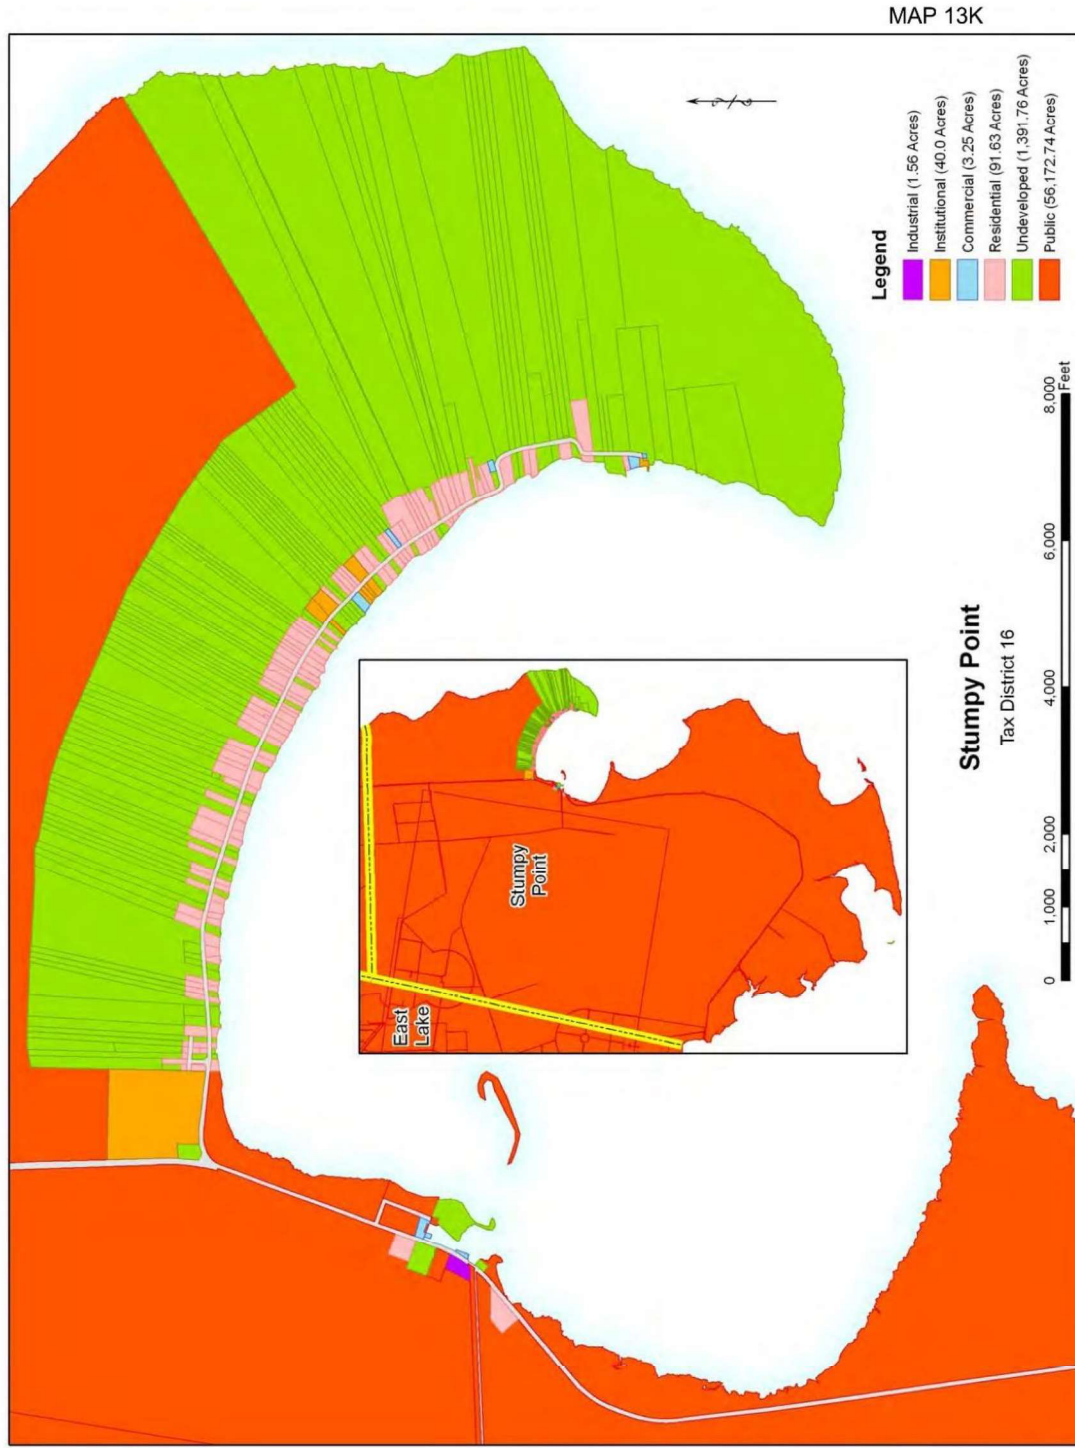 MAP 13K
Legend
Industrial (1.56 Acres)
Institutional (40.0 Acres)
Commercial (3.25 Acres)
Residential (91.63 Acres)
Undeveloped (1,391.76 Acres)
Public (56,172.74 Acres)
East
Lake
Stumpy
Point
Stumpy Point
Tax District 16
0 1,000 2,000 4,000 6,000 8,000
Feet